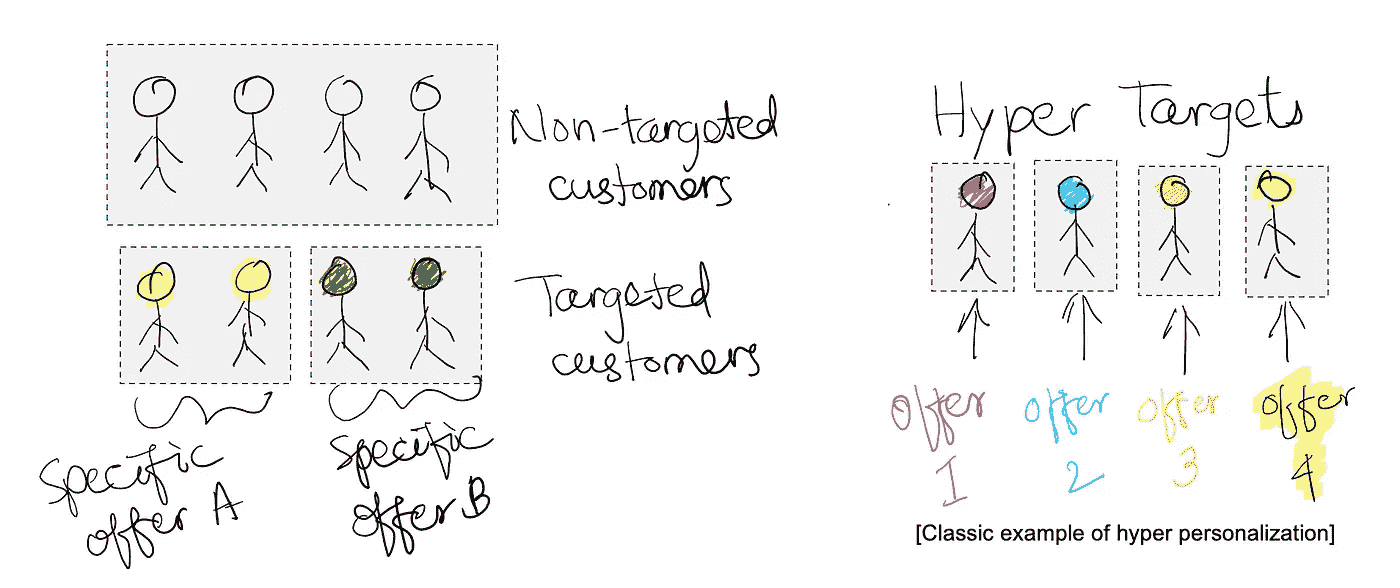 Non-targeted
customers
Targeted
customers
Specific
offer A
Specific
offer B
Hyper Targets
Offer
1
offer
2
offer
3
offer
4
[Classic example of hyper personalization]